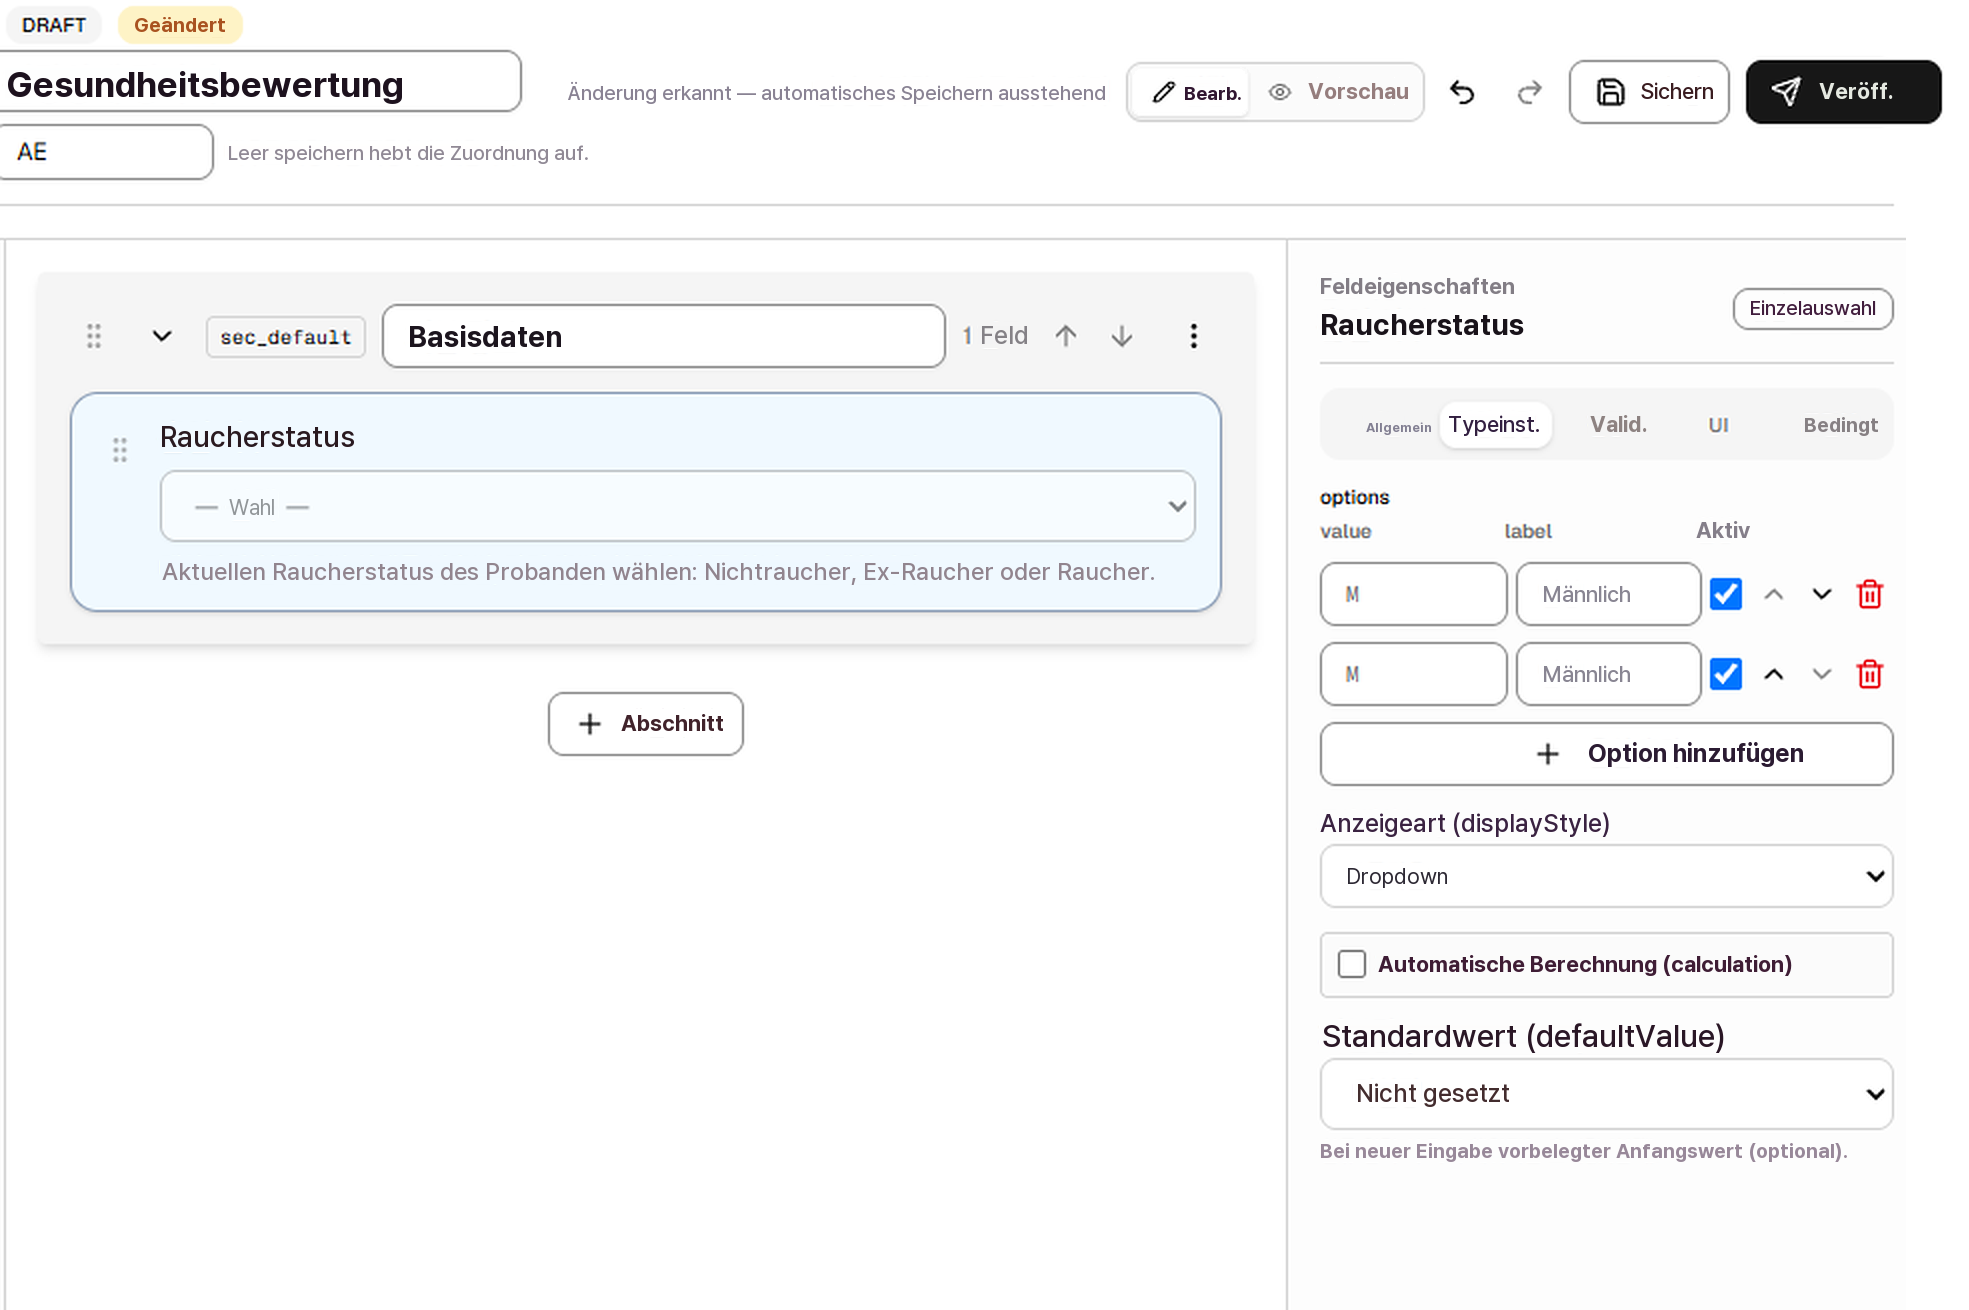 DRAFT Geändert
Gesundheitsbewertung
Änderung erkannt — automatisches Speichern ausstehend
Bearb. Vorschau
Sichern
Veröff.
AE
Leer speichern hebt die Zuordnung auf.
sec_default
Basisdaten
1 Feld
Raucherstatus
— Wahl —
Aktuellen Raucherstatus des Probanden wählen: Nichtraucher, Ex-Raucher oder Raucher.
+ Abschnitt
Feldeigenschaften
Raucherstatus
Einzelauswahl
Allgemein Typeinst. Valid. UI Bedingt
options
value label Aktiv
M Männlich
M Männlich
+ Option hinzufügen
Anzeigeart (displayStyle)
Dropdown
Automatische Berechnung (calculation)
Standardwert (defaultValue)
Nicht gesetzt
Bei neuer Eingabe vorbelegter Anfangswert (optional).